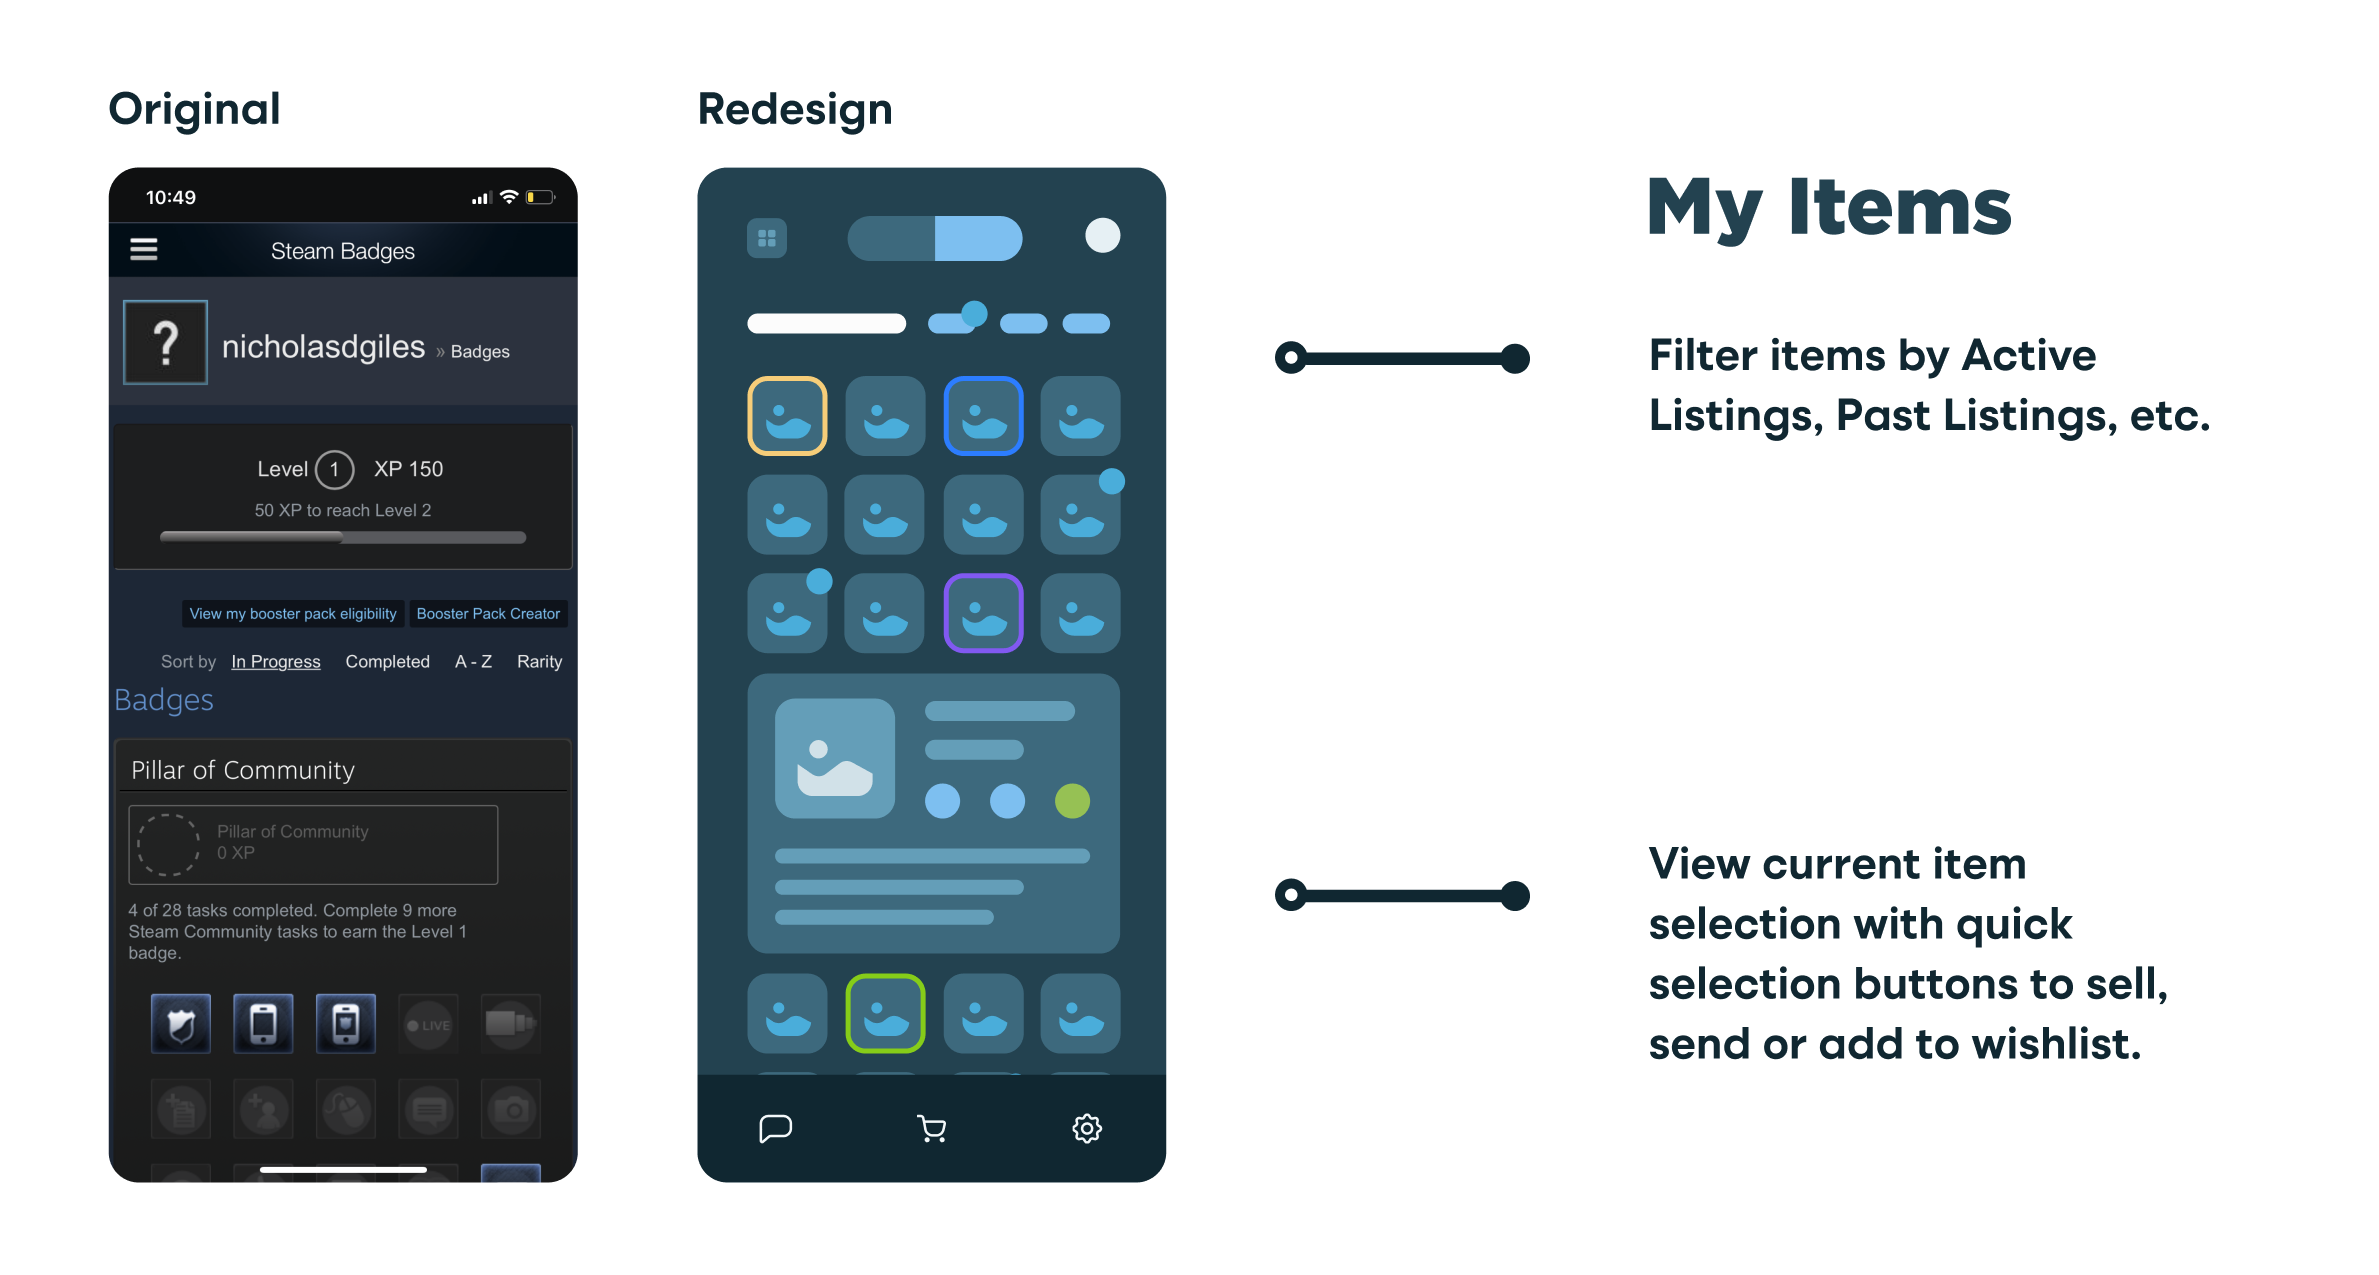 Original
Redesign
10:49
Steam Badges
?
nicholasdgiles » Badges
Level 1 XP 150
50 XP to reach Level 2
View my booster pack eligibility
Booster Pack Creator
Sort by In Progress Completed A - Z Rarity
Badges
Pillar of Community
Pillar of Community
0 XP
4 of 28 tasks completed. Complete 9 more
Steam Community tasks to earn the Level 1
badge.
LIVE
My Items
Filter items by Active
Listings, Past Listings, etc.
View current item
selection with quick
selection buttons to sell,
send or add to wishlist.